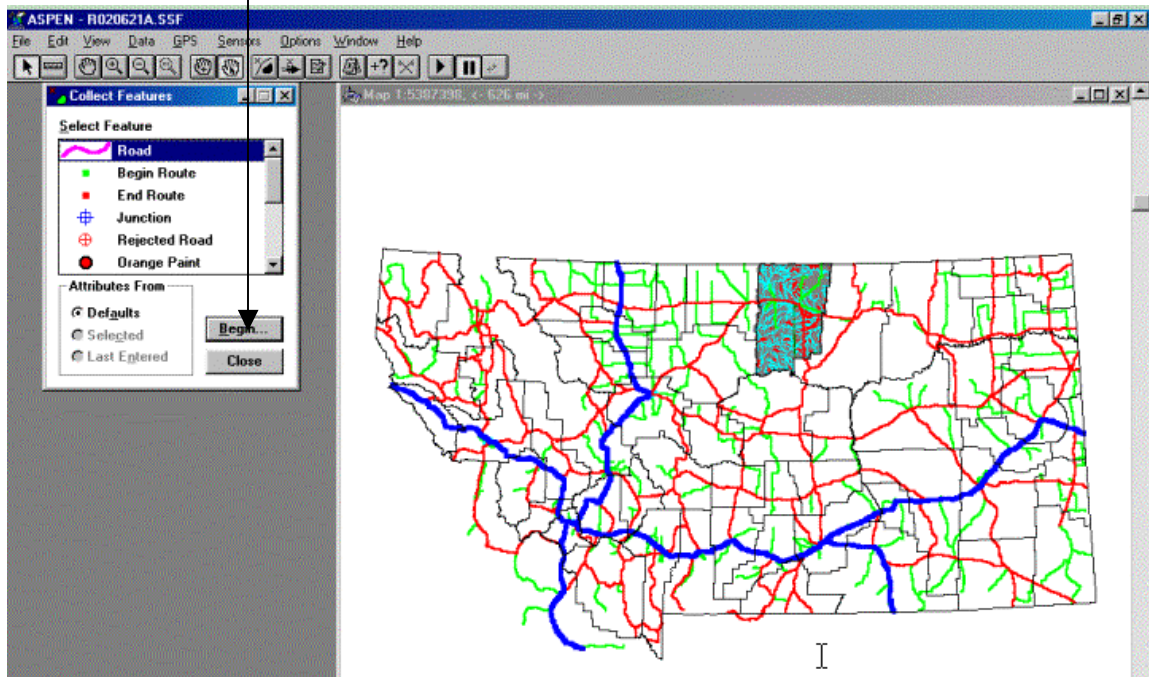 ASPEN - R020621A.SSF
File Edit View Data GPS Sensors Options Window Help
Collect Features
Select Feature
Road
Begin Route
End Route
Junction
Rejected Road
Orange Paint
Attributes From
Defaults
Selected
Last Entered
Begin...
Close
Map 1:5387398, <- 626 mi ->